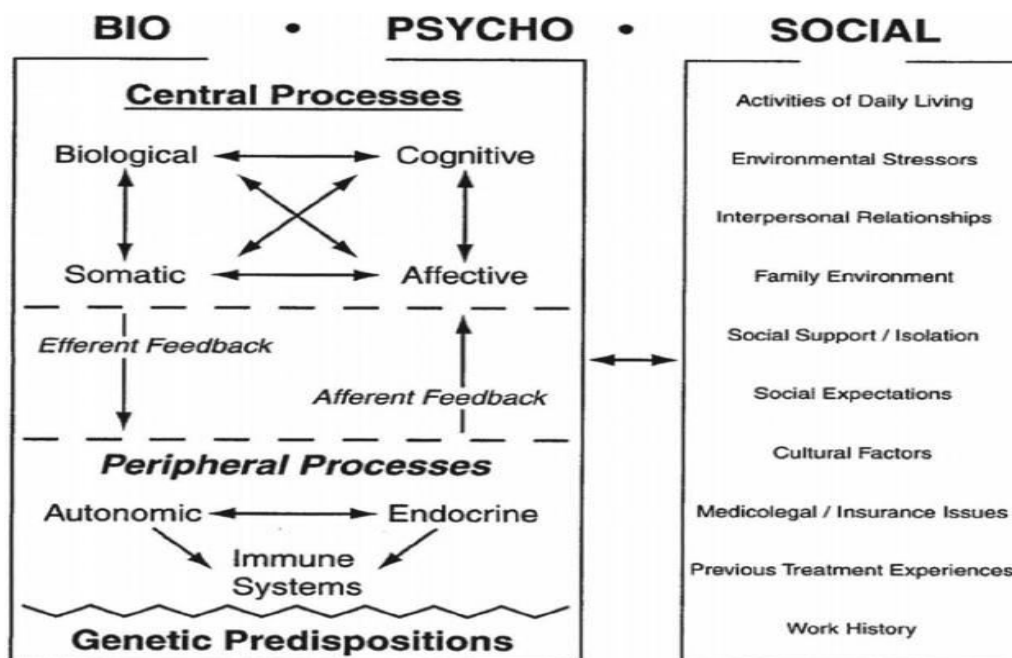 BIO • PSYCHO • SOCIAL
Central Processes
Biological Cognitive
Somatic Affective
Efferent Feedback
Afferent Feedback
Peripheral Processes
Autonomic Endocrine
Immune
Systems
Genetic Predispositions
Activities of Daily Living
Environmental Stressors
Interpersonal Relationships
Family Environment
Social Support / Isolation
Social Expectations
Cultural Factors
Medicolegal / Insurance Issues
Previous Treatment Experiences
Work History